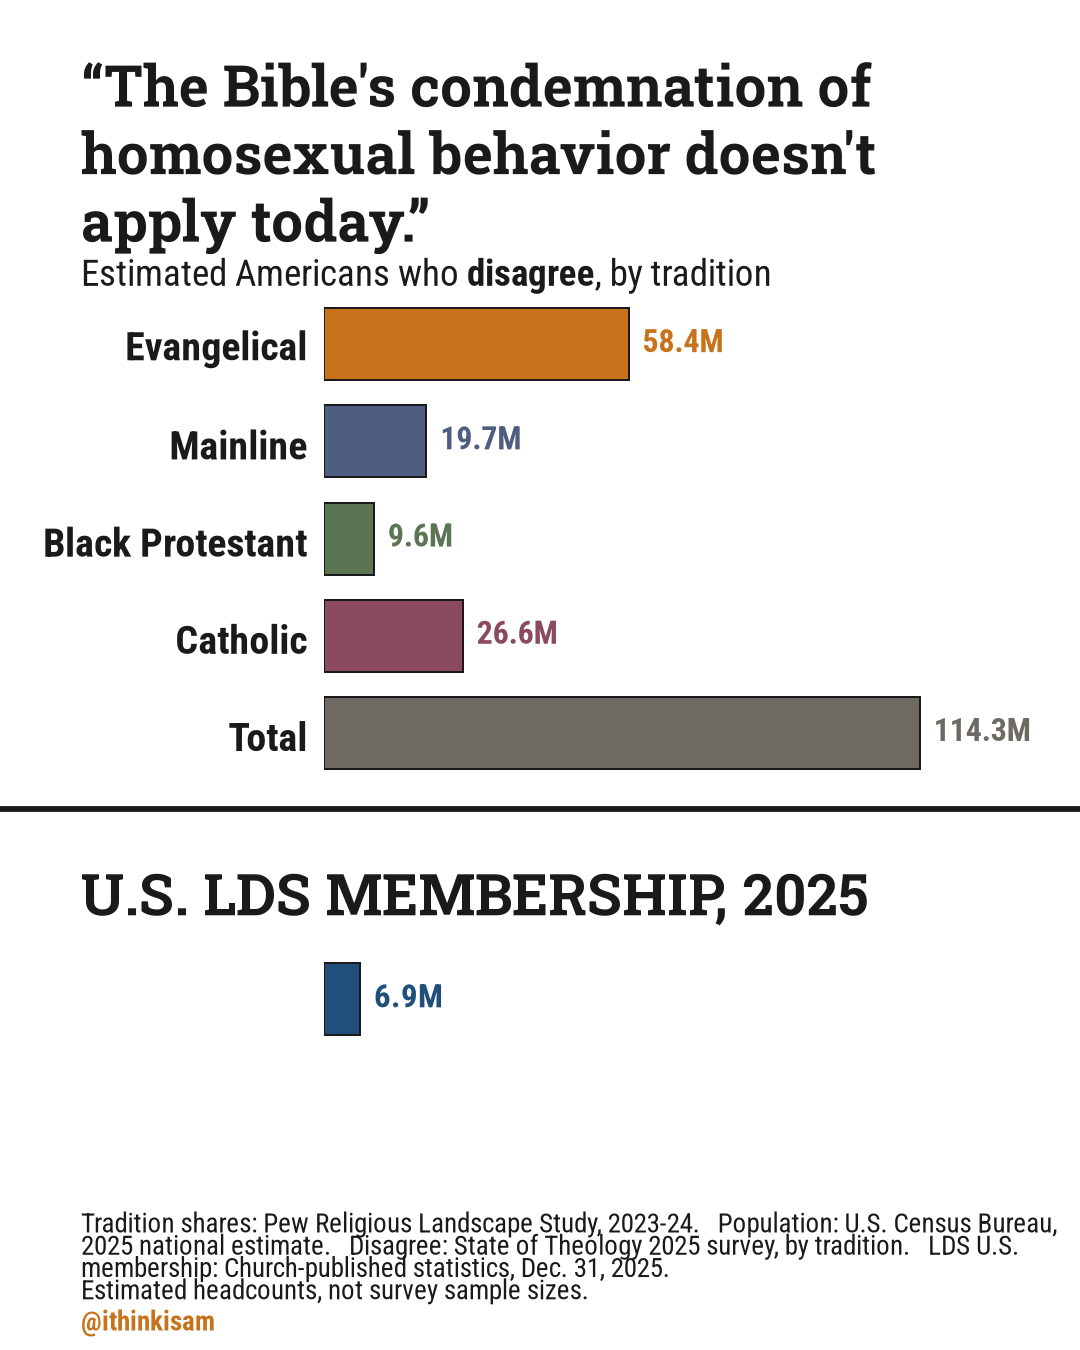 “The Bible's condemnation of
homosexual behavior doesn't
apply today.”
Estimated Americans who disagree, by tradition
Evangelical 58.4M
Mainline 19.7M
Black Protestant 9.6M
Catholic 26.6M
Total 114.3M
U.S. LDS MEMBERSHIP, 2025
6.9M
Tradition shares: Pew Religious Landscape Study, 2023-24. Population: U.S. Census Bureau,
2025 national estimate. Disagree: State of Theology 2025 survey, by tradition. LDS U.S.
membership: Church-published statistics, Dec. 31, 2025.
Estimated headcounts, not survey sample sizes.
@ithinkisam